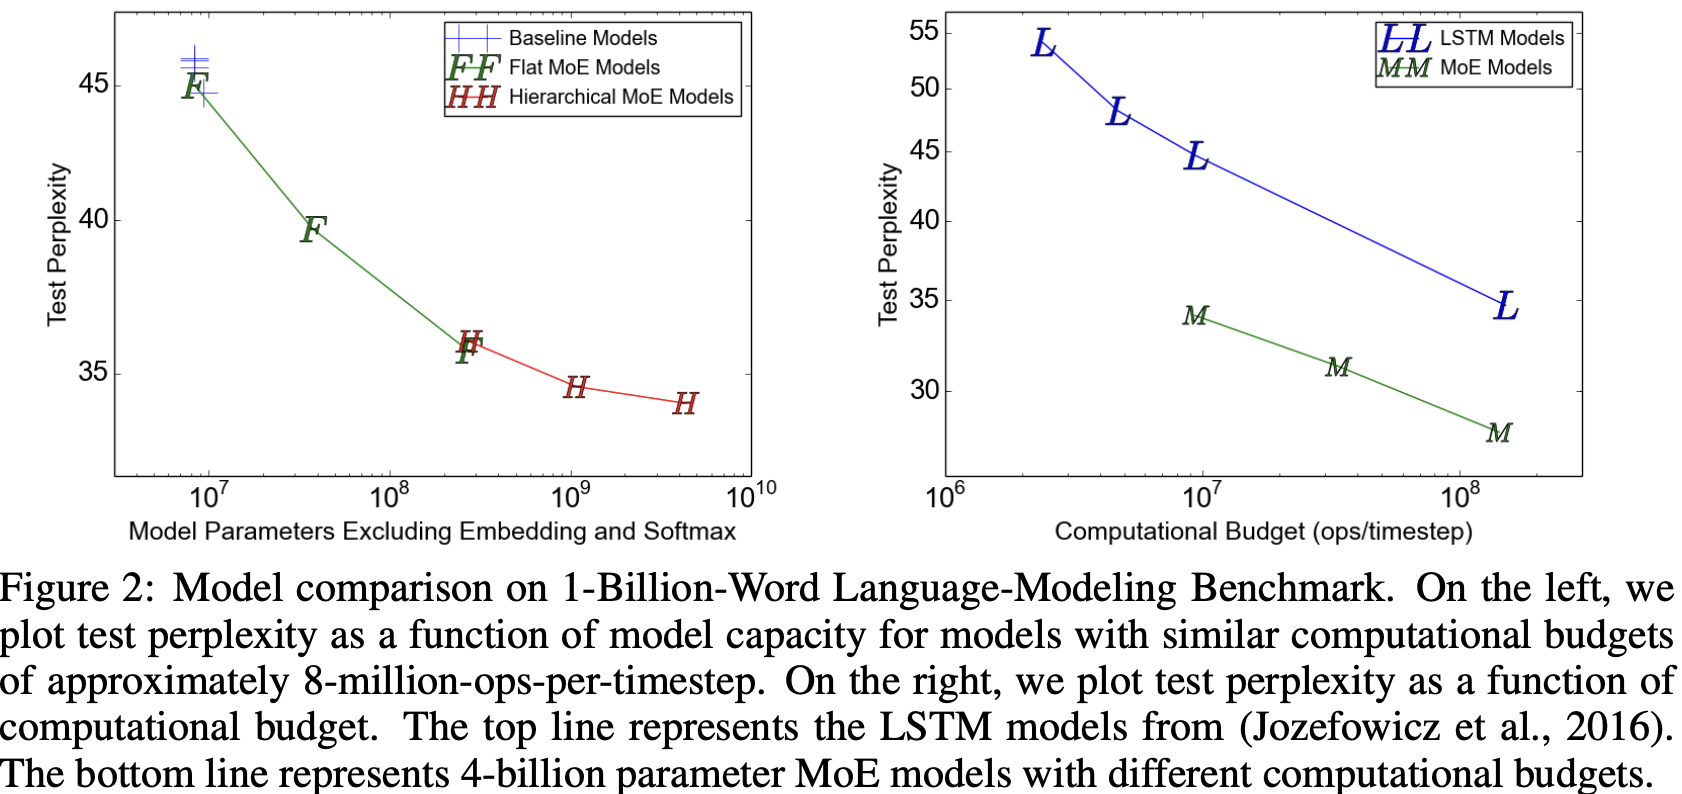 Baseline Models
Flat MoE Models
Hierarchical MoE Models
F F
H H
45
40
35
Test Perplexity
F
F
F
H
H
H
10^7
10^8
10^9
10^10
Model Parameters Excluding Embedding and Softmax
LSTM Models
MoE Models
L L
M M
55
50
45
40
35
30
Test Perplexity
L
L
L
L
M
M
M
10^6
10^7
10^8
Computational Budget (ops/timestep)
Figure 2: Model comparison on 1-Billion-Word Language-Modeling Benchmark. On the left, we
plot test perplexity as a function of model capacity for models with similar computational budgets
of approximately 8-million-ops-per-timestep. On the right, we plot test perplexity as a function of
computational budget. The top line represents the LSTM models from (Jozefowicz et al., 2016).
The bottom line represents 4-billion parameter MoE models with different computational budgets.